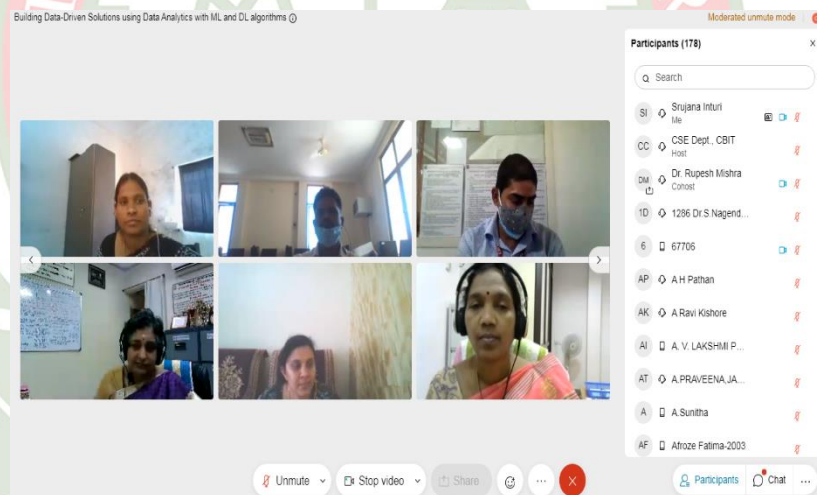 Building Data-Driven Solutions using Data Analytics with ML and DL algorithms
Moderated unmute mode
Participants (178)
X
Search
SI Srujana Inturi
Me
CC CSE Dept., CBIT
Host
DM Dr. Rupesh Mishra
Cohost
1D 1286 Dr.S Nagend...
6 67706
AP A H Pathan
AK A Ravi Kishore
AI A. V. LAKSHMI P...
AT A.PRAVEENA,JA...
A A.Sunitha
AF Afroze Fatima-2003
Unmute
Stop video
Share
Participants
Chat